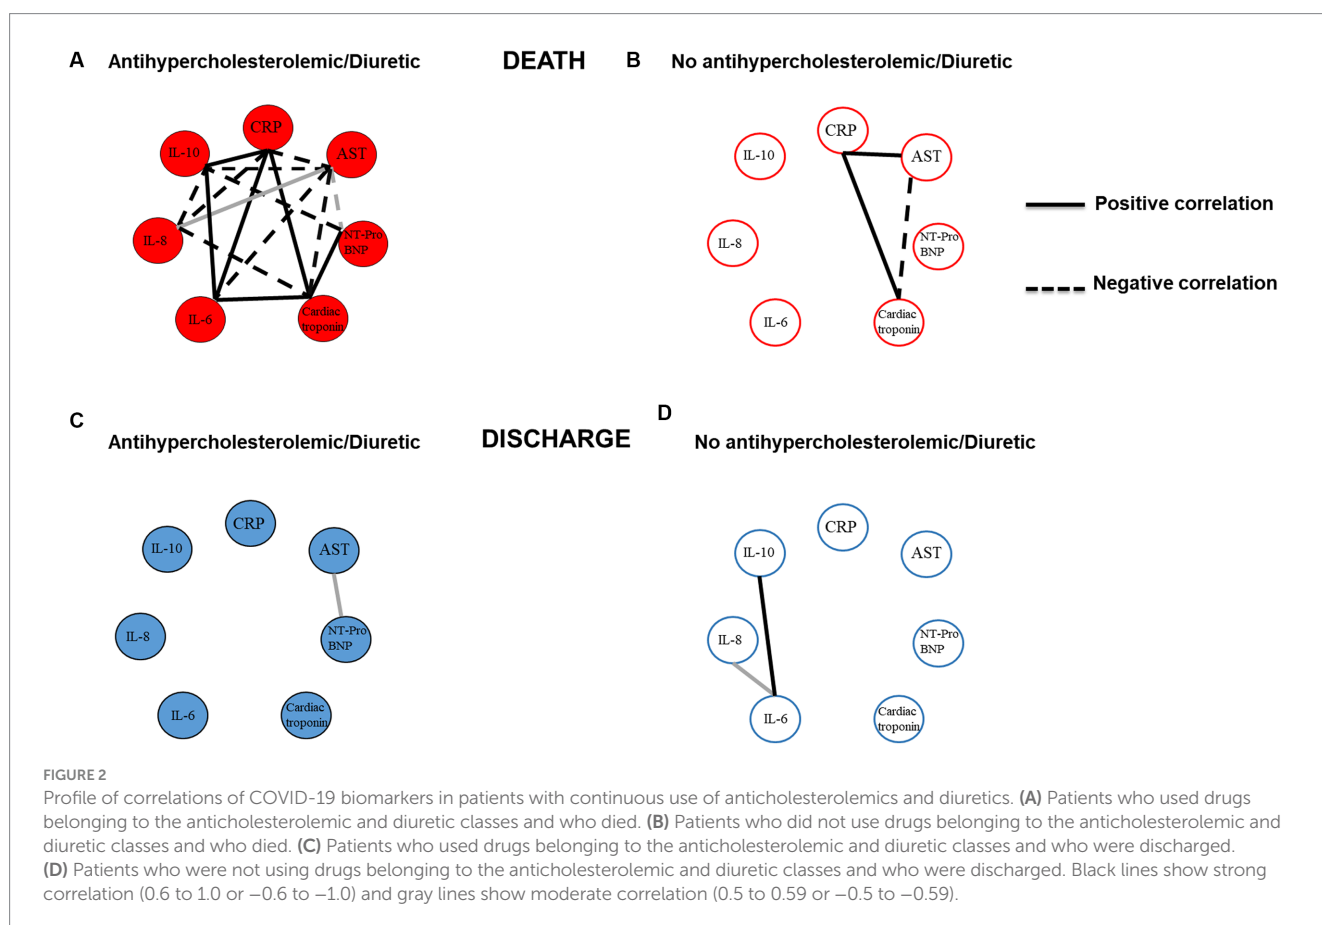 A Antihypercholesterolemic/Diuretic
DEATH
B No antihypercholesterolemic/Diuretic
CRP
IL-10
AST
IL-8
NT-Pro
BNP
IL-6
Cardiac
troponin
CRP
IL-10
AST
IL-8
NT-Pro
BNP
IL-6
Cardiac
troponin
Positive correlation
Negative correlation
C
Antihypercholesterolemic/Diuretic
DISCHARGE
D
No antihypercholesterolemic/Diuretic
CRP
IL-10
AST
IL-8
NT-Pro
BNP
IL-6
Cardiac
troponin
CRP
IL-10
AST
IL-8
NT-Pro
BNP
IL-6
Cardiac
troponin
FIGURE 2
Profile of correlations of COVID-19 biomarkers in patients with continuous use of anticholesterolemics and diuretics. (A) Patients who used drugs
belonging to the anticholesterolemic and diuretic classes and who died. (B) Patients who did not use drugs belonging to the anticholesterolemic and
diuretic classes and who died. (C) Patients who used drugs belonging to the anticholesterolemic and diuretic classes and who were discharged.
(D) Patients who were not using drugs belonging to the anticholesterolemic and diuretic classes and who were discharged. Black lines show strong
correlation (0.6 to 1.0 or −0.6 to −1.0) and gray lines show moderate correlation (0.5 to 0.59 or −0.5 to −0.59).